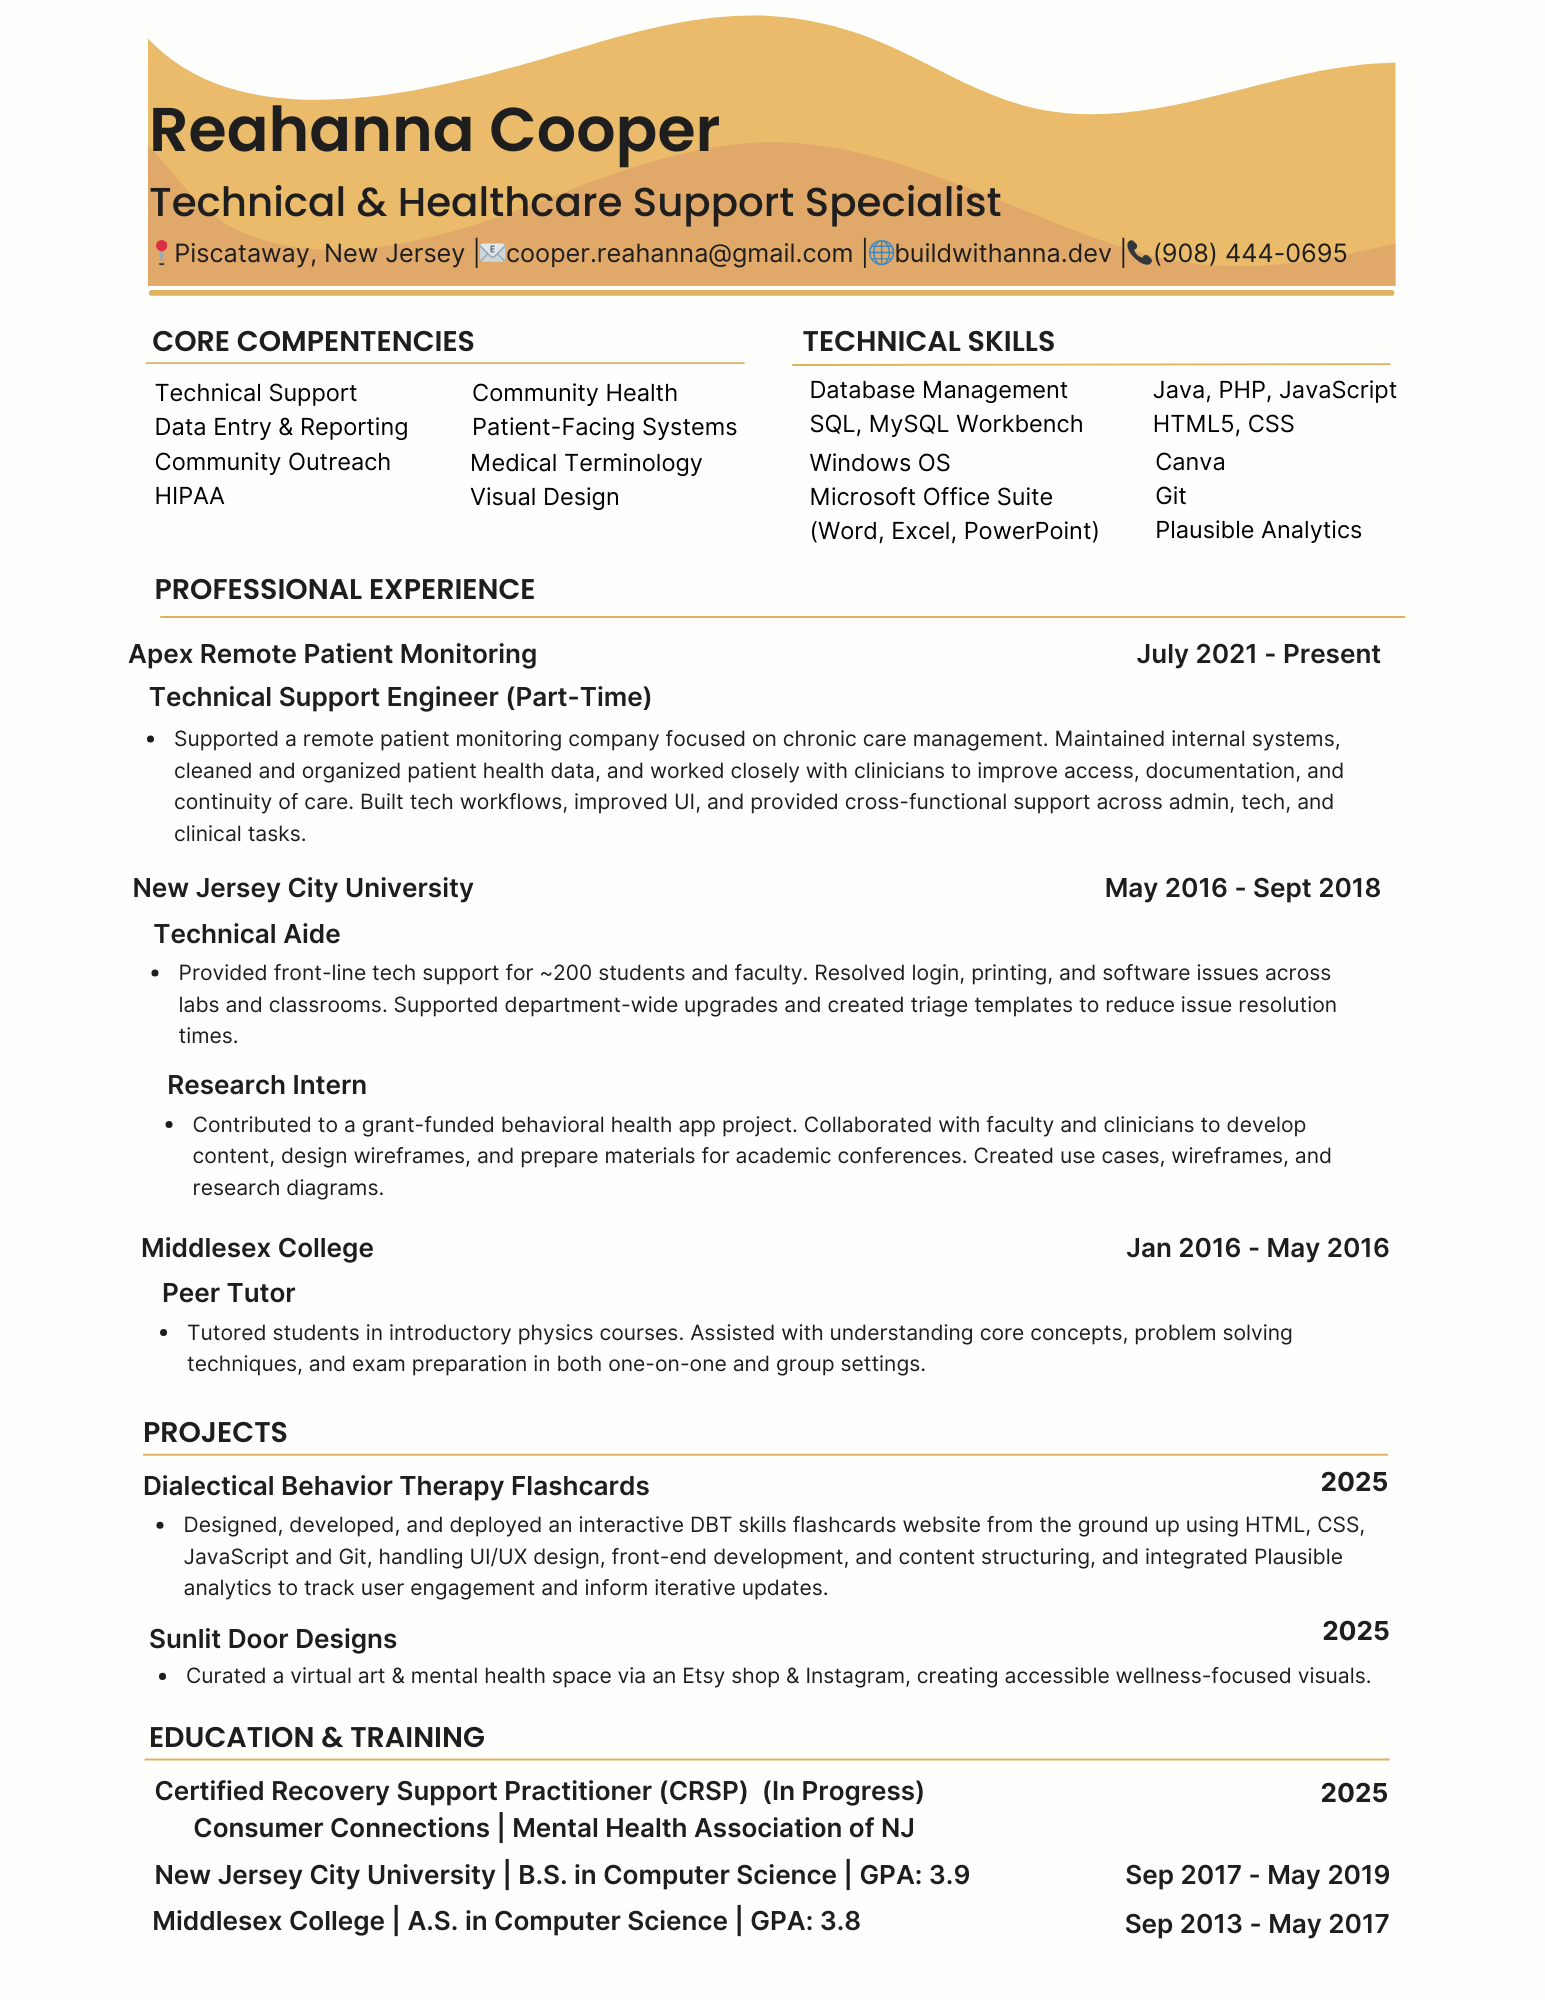 Reahanna Cooper
Technical & Healthcare Support Specialist
📍Piscataway, New Jersey |📧cooper.reahanna@gmail.com |🌐buildwithanna.dev |📞(908) 444-0695
CORE COMPENTENCIES
Technical Support
Data Entry & Reporting
Community Outreach
HIPAA
Community Health
Patient-Facing Systems
Medical Terminology
Visual Design
TECHNICAL SKILLS
Database Management
SQL, MySQL Workbench
Windows OS
Microsoft Office Suite
(Word, Excel, PowerPoint)
Java, PHP, JavaScript
HTML5, CSS
Canva
Git
Plausible Analytics
PROFESSIONAL EXPERIENCE
Apex Remote Patient Monitoring July 2021 - Present
Technical Support Engineer (Part-Time)
• Supported a remote patient monitoring company focused on chronic care management. Maintained internal systems,
cleaned and organized patient health data, and worked closely with clinicians to improve access, documentation, and
continuity of care. Built tech workflows, improved UI, and provided cross-functional support across admin, tech, and
clinical tasks.
New Jersey City University May 2016 - Sept 2018
Technical Aide
• Provided front-line tech support for ~200 students and faculty. Resolved login, printing, and software issues across
labs and classrooms. Supported department-wide upgrades and created triage templates to reduce issue resolution
times.
Research Intern
• Contributed to a grant-funded behavioral health app project. Collaborated with faculty and clinicians to develop
content, design wireframes, and prepare materials for academic conferences. Created use cases, wireframes, and
research diagrams.
Middlesex College Jan 2016 - May 2016
Peer Tutor
• Tutored students in introductory physics courses. Assisted with understanding core concepts, problem solving
techniques, and exam preparation in both one-on-one and group settings.
PROJECTS
Dialectical Behavior Therapy Flashcards 2025
• Designed, developed, and deployed an interactive DBT skills flashcards website from the ground up using HTML, CSS,
JavaScript and Git, handling UI/UX design, front-end development, and content structuring, and integrated Plausible
analytics to track user engagement and inform iterative updates.
Sunlit Door Designs 2025
• Curated a virtual art & mental health space via an Etsy shop & Instagram, creating accessible wellness-focused visuals.
EDUCATION & TRAINING
Certified Recovery Support Practitioner (CRSP) (In Progress) 2025
Consumer Connections | Mental Health Association of NJ
New Jersey City University | B.S. in Computer Science | GPA: 3.9 Sep 2017 - May 2019
Middlesex College | A.S. in Computer Science | GPA: 3.8 Sep 2013 - May 2017